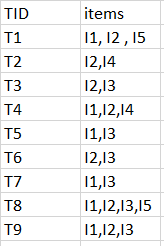 TID items
T1 I1, I2 , I5
T2 I2,I4
T3 I2,I3
T4 I1,I2,I4
T5 I1,I3
T6 I2,I3
T7 I1,I3
T8 I1,I2,I3,I5
T9 I1,I2,I3